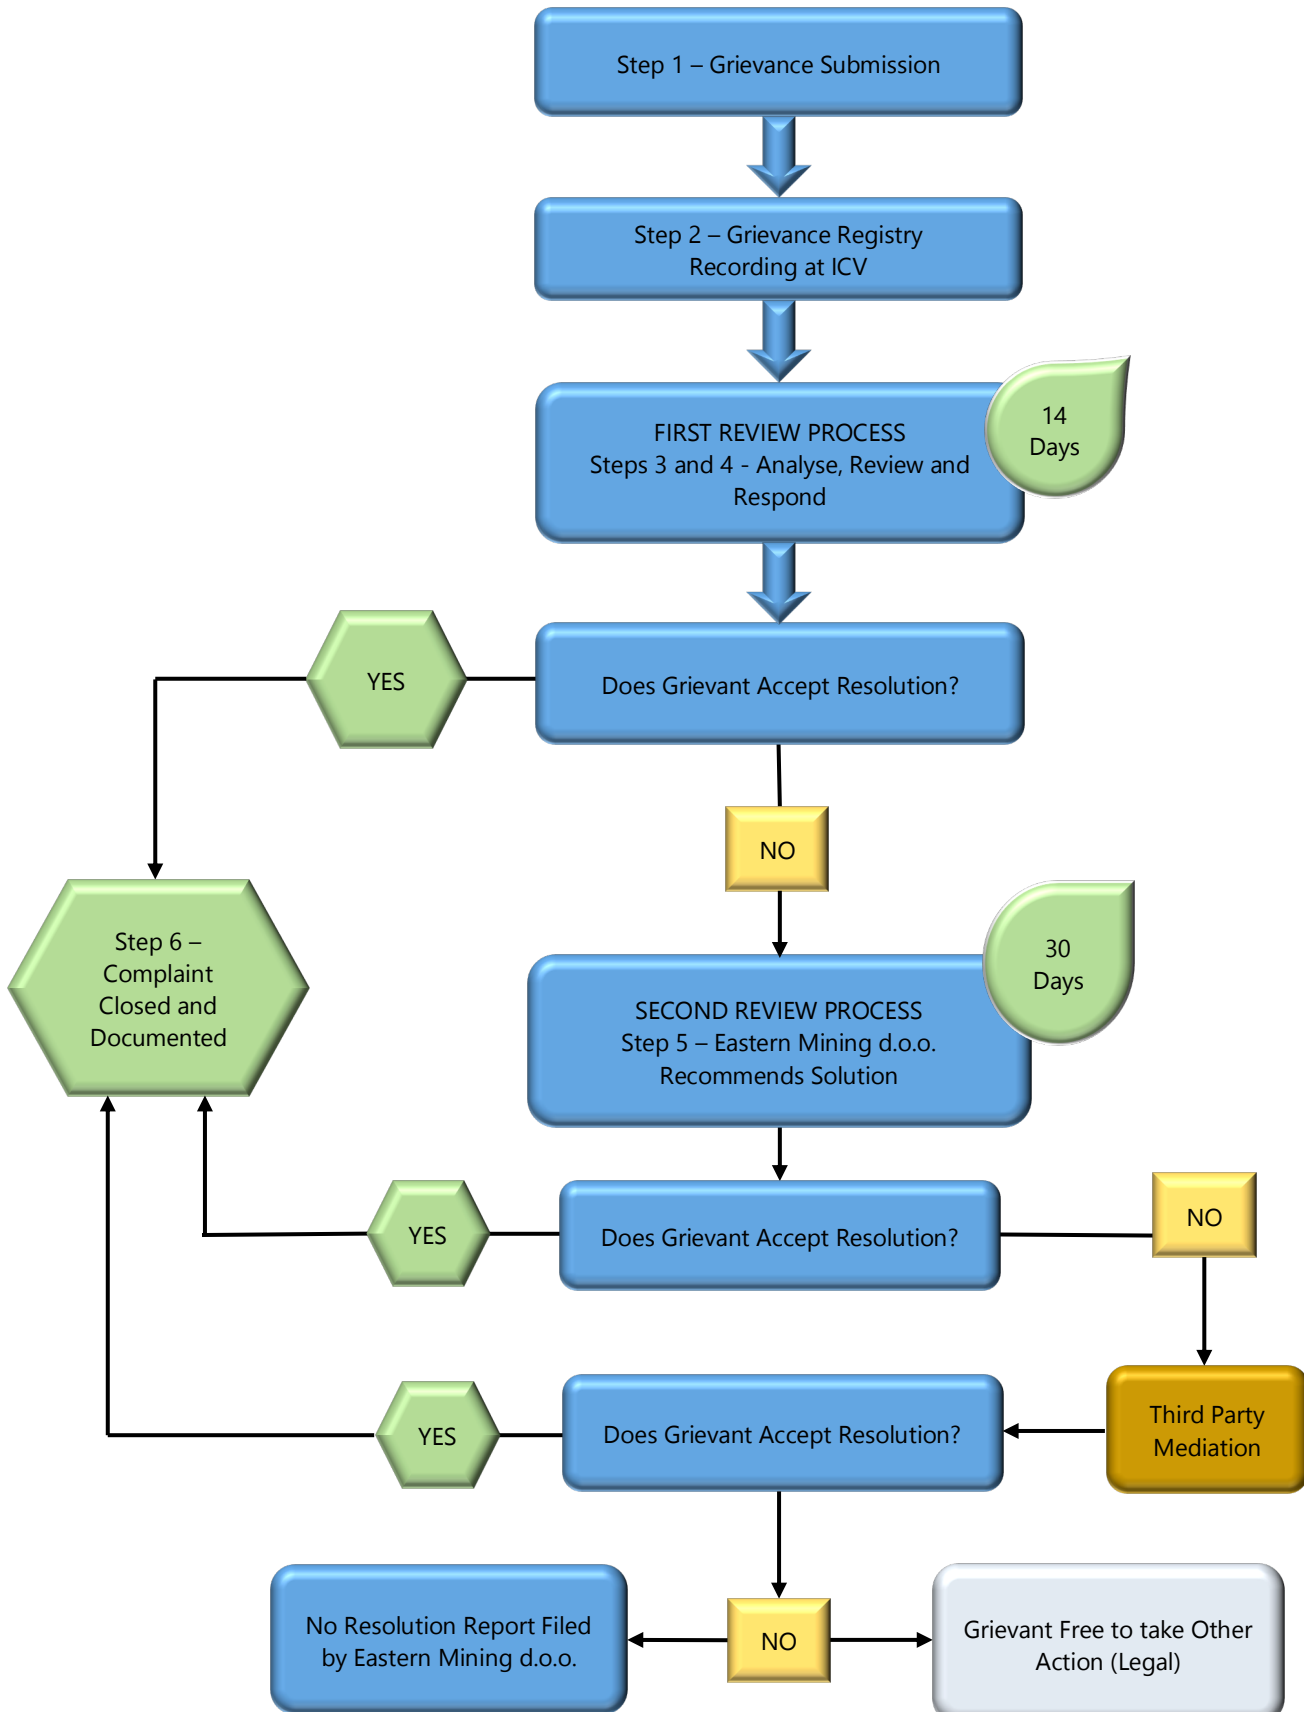 Step 1 – Grievance Submission
Step 2 – Grievance Registry
Recording at ICV
FIRST REVIEW PROCESS
Steps 3 and 4 - Analyse, Review and
Respond
14
Days
YES
Does Grievant Accept Resolution?
NO
Step 6 –
Complaint
Closed and
Documented
SECOND REVIEW PROCESS
Step 5 – Eastern Mining d.o.o.
Recommends Solution
30
Days
YES
Does Grievant Accept Resolution?
NO
YES
Does Grievant Accept Resolution?
Third Party
Mediation
No Resolution Report Filed
by Eastern Mining d.o.o.
NO
Grievant Free to take Other
Action (Legal)